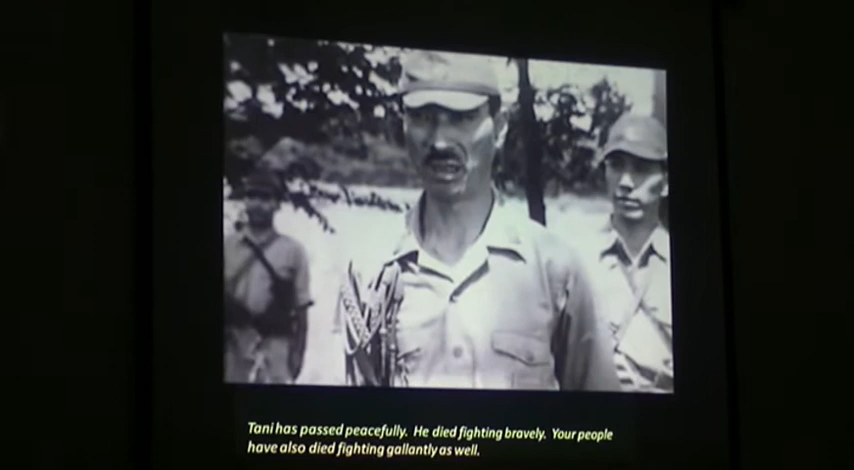 Tani has passed peacefully. He died fighting bravely. Your people
have also died fighting gallantly as well.